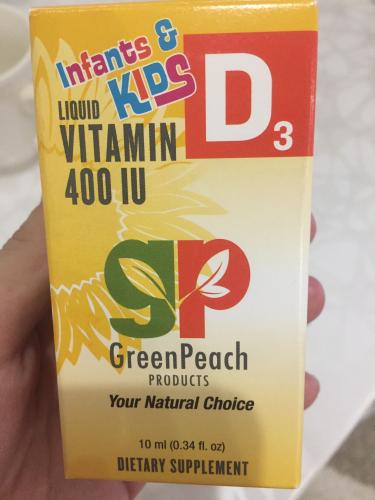 Infants &
KIDS
D3
LIQUID
VITAMIN
400 IU
gp
GreenPeach
PRODUCTS
Your Natural Choice
10 ml (0.34 fl. oz)
DIETARY SUPPLEMENT